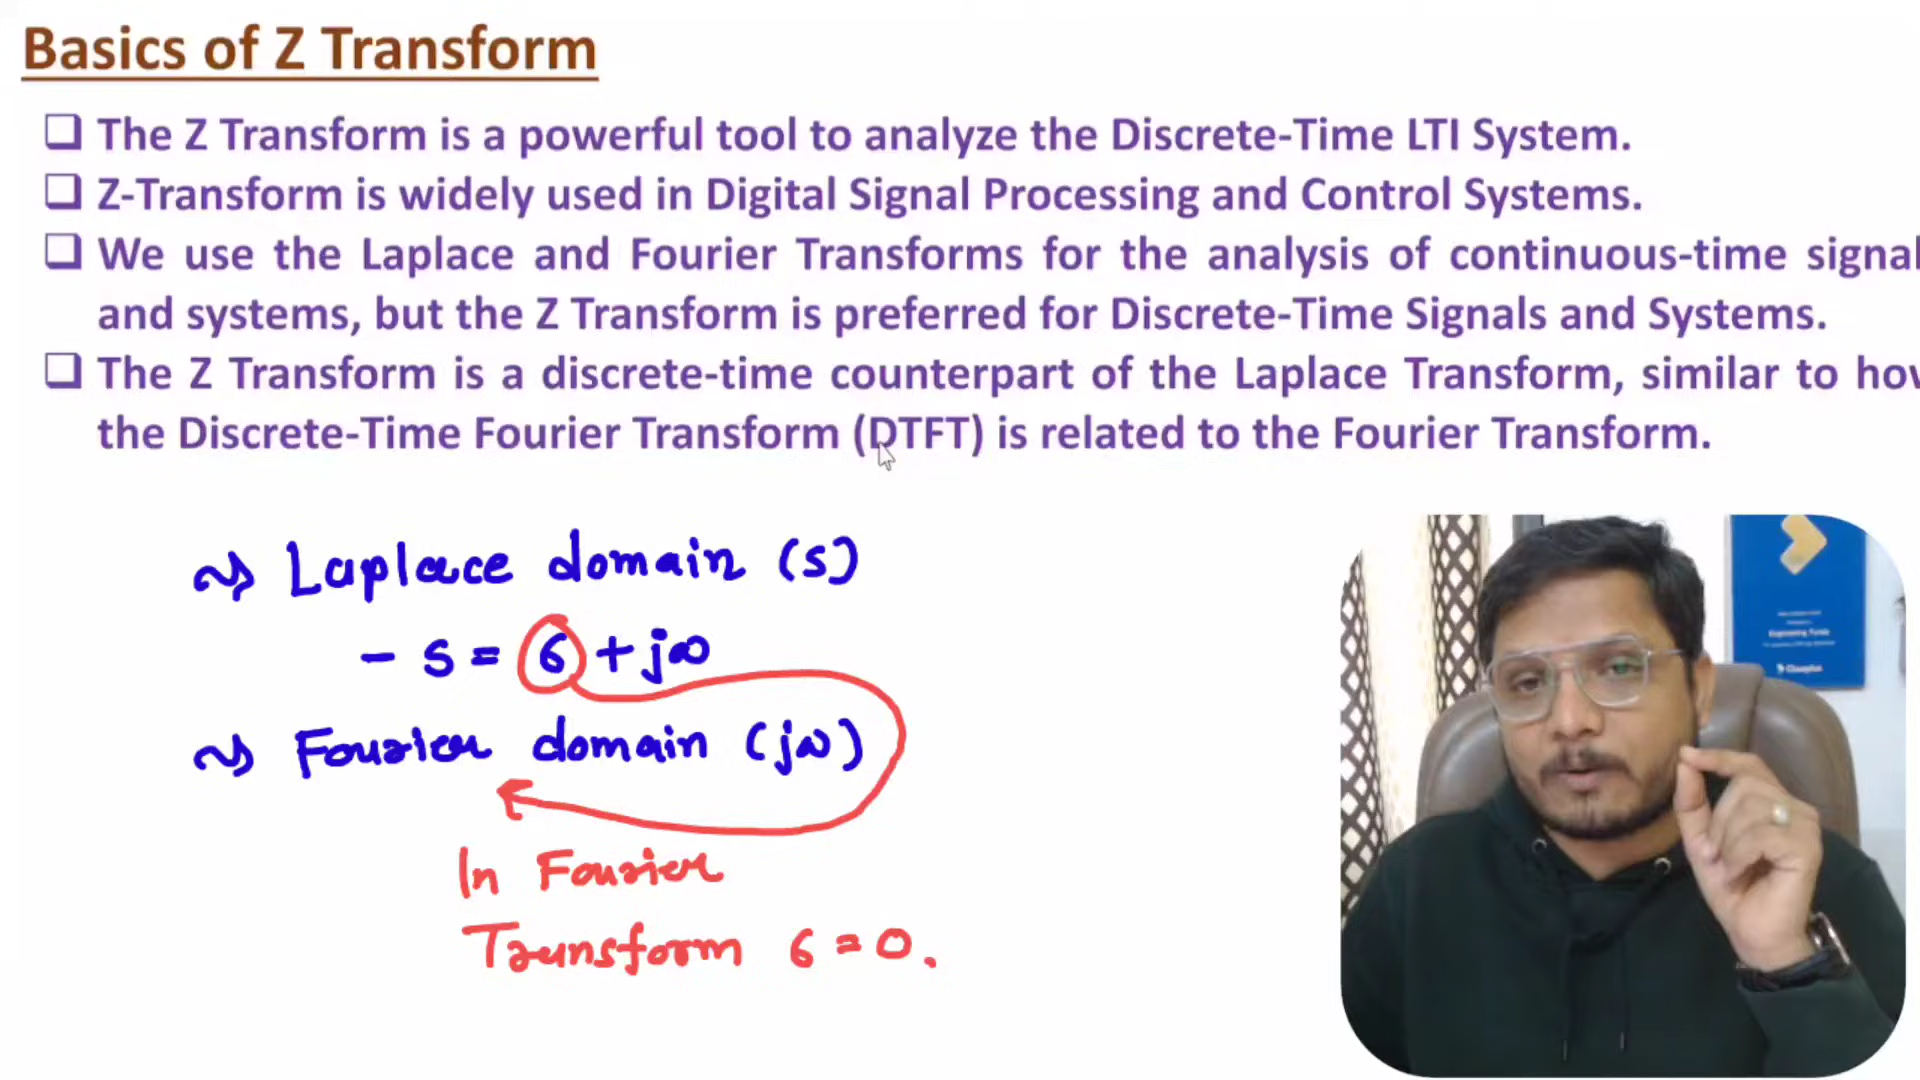 Basics of Z Transform
❑ The Z Transform is a powerful tool to analyze the Discrete-Time LTI System.
❑ Z-Transform is widely used in Digital Signal Processing and Control Systems.
❑ We use the Laplace and Fourier Transforms for the analysis of continuous-time signal
and systems, but the Z Transform is preferred for Discrete-Time Signals and Systems.
❑ The Z Transform is a discrete-time counterpart of the Laplace Transform, similar to how
the Discrete-Time Fourier Transform (DTFT) is related to the Fourier Transform.
Laplace domain (s)
- s = σ + jω
Fourier domain (jω)
In Fourier
Transform σ = 0.
Engineering Funda